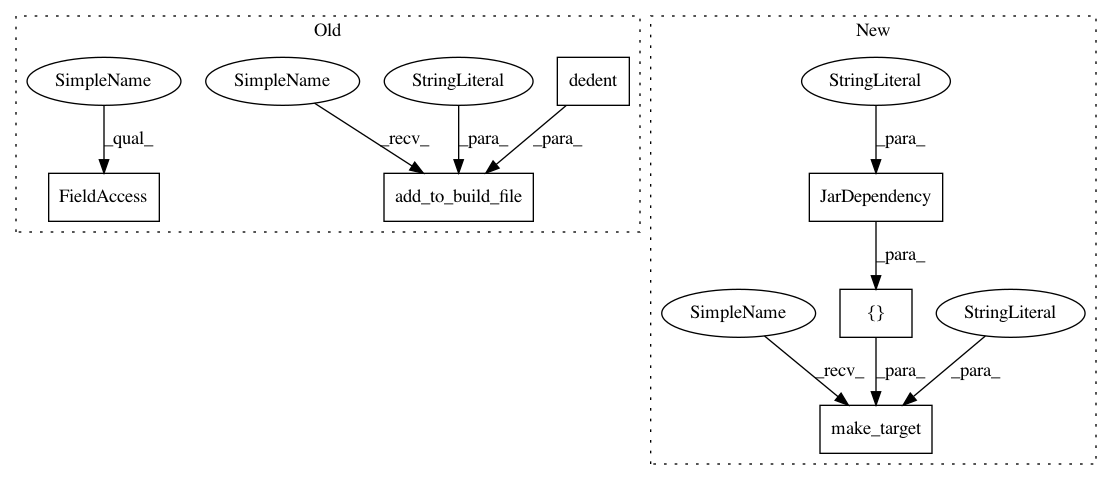 Old
New
SimpleName
SimpleName
StringLiteral
dedent
StringLiteral
_qual_
_recv_
_para_
_para_
_para_
FieldAccess
add_to_build_file
JarDependency
_para_
SimpleName
{}
StringLiteral
_recv_
_para_
_para_
make_target